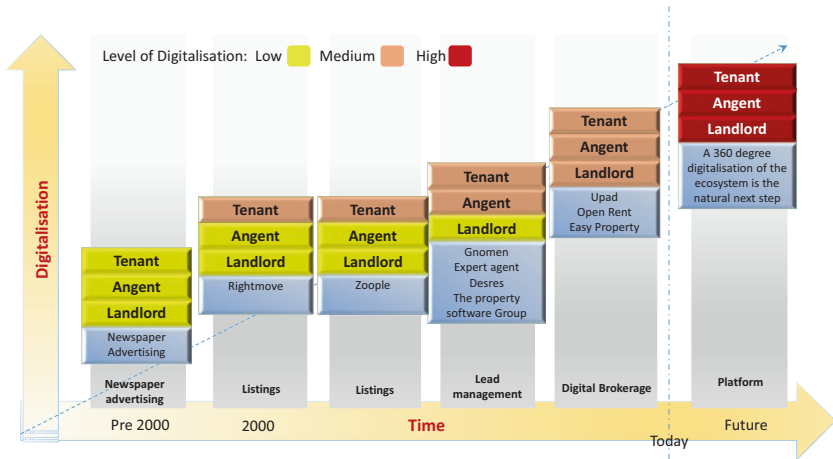 Level of Digitalisation: Low Medium High
Digitalisation
Tenant
Angent
Landlord
Newspaper
Advertising
Newspaper
advertising
Tenant
Angent
Landlord
Rightmove
Listings
Tenant
Angent
Landlord
Zoople
Listings
Tenant
Angent
Landlord
Gnomen
Expert agent
Desres
The property
software Group
Lead
management
Tenant
Angent
Landlord
Upad
Open Rent
Easy Property
Digital Brokerage
Tenant
Angent
Landlord
A 360 degree
digitalisation of the
ecosystem is the
natural next step
Platform
Pre 2000
2000
Time
Today
Future